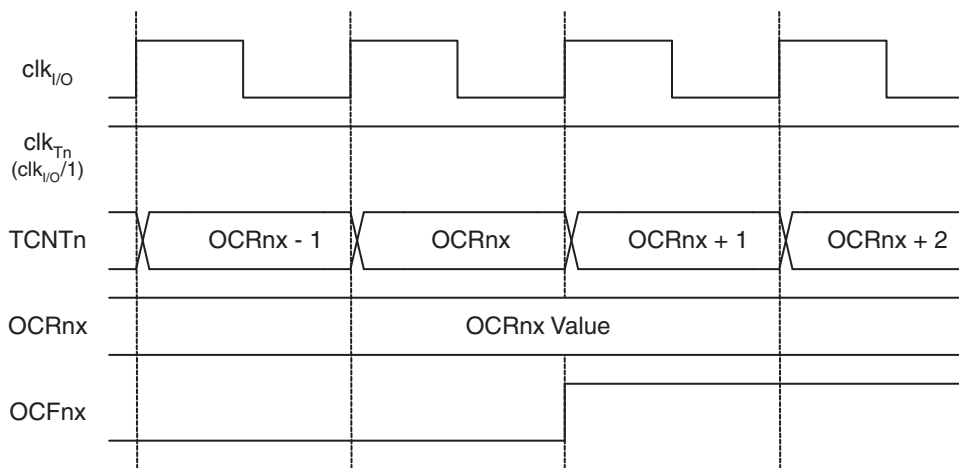 clkI/O
clkTn
(clkI/O/1)
TCNTn OCRnx - 1 OCRnx OCRnx + 1 OCRnx + 2
OCRnx OCRnx Value
OCFnx